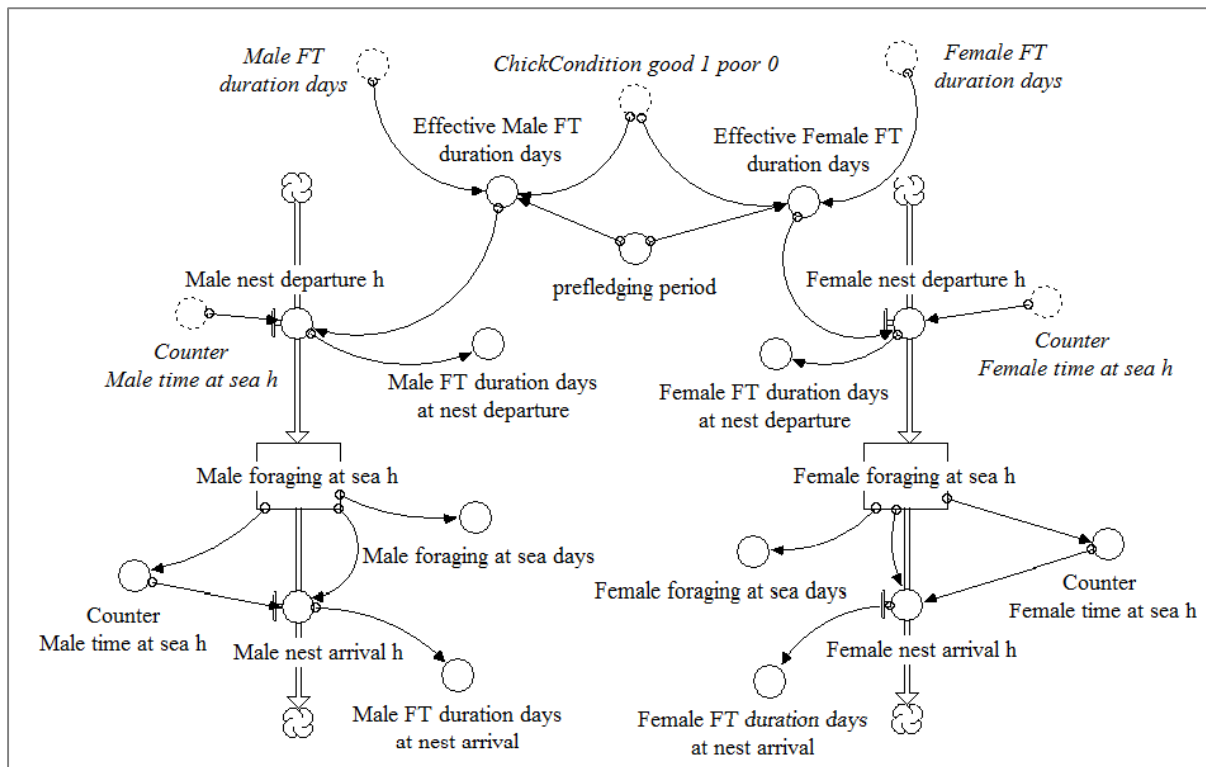 Male FT
duration days
ChickCondition good 1 poor 0
Female FT
duration days
Effective Male FT
duration days
Effective Female FT
duration days
prefledging period
Male nest departure h
Female nest departure h
Counter
Male time at sea h
Counter
Female time at sea h
Male FT duration days
at nest departure
Female FT duration days
at nest departure
Male foraging at sea h
Female foraging at sea h
Male foraging at sea days
Female foraging at sea days
Counter
Male time at sea h
Counter
Female time at sea h
Male nest arrival h
Female nest arrival h
Male FT duration days
at nest arrival
Female FT duration days
at nest arrival